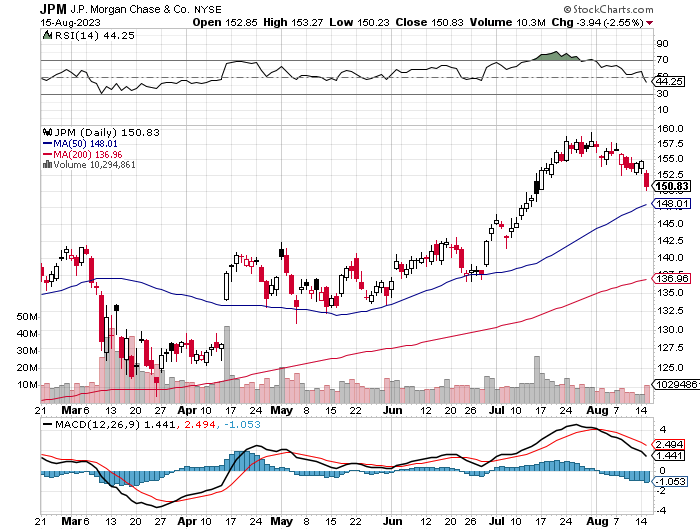 JPM J.P. Morgan Chase & Co. NYSE © StockCharts.com
15-Aug-2023 Open 152.85 High 153.27 Low 150.23 Close 150.83 Volume 10.3M Chg -3.94 (-2.55%)
RSI(14) 44.25
90
70
50
44.25
30
10
JPM (Daily) 150.83
MA(50) 148.01
MA(200) 136.96
Volume 10,294,861
160.0
157.5
155.0
152.5
150.83
148.01
145.0
142.5
140.0
136.96
135.0
132.5
130.0
127.5
125.0
1029486
50M
40M
30M
20M
10M
21 Mar 6 13 20 27 Apr 10 17 24 May 8 15 22 Jun 12 20 26 Jul 10 17 24 Aug 7 14
MACD(12,26,9) 1.441, 2.494, -1.053
4
2.494
1.441
0
-1.053
-2
-4
21 Mar 6 13 20 27 Apr 10 17 24 May 8 15 22 Jun 12 20 26 Jul 10 17 24 Aug 7 14